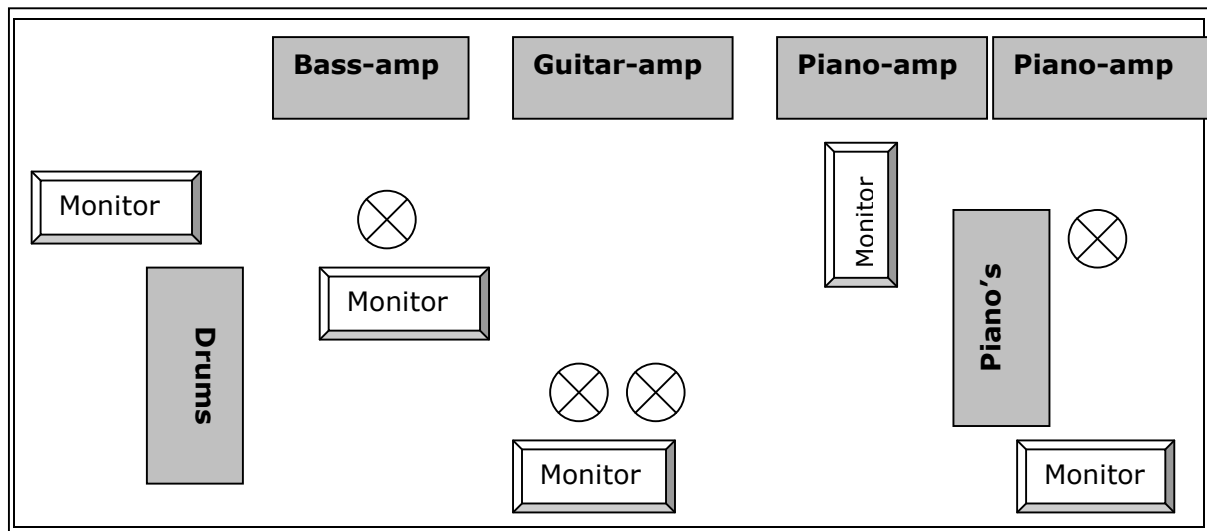 Bass-amp
Guitar-amp
Piano-amp
Piano-amp
Monitor
Monitor
Monitor
Drums
Piano’s
Monitor
Monitor